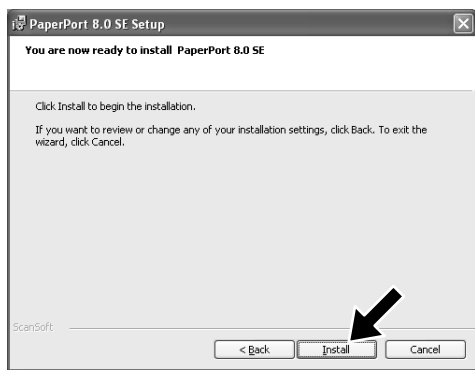 PaperPort 8.0 SE Setup
You are now ready to install PaperPort 8.0 SE
Click Install to begin the installation.
If you want to review or change any of your installation settings, click Back. To exit the
wizard, click Cancel.
ScanSoft
< Back Install Cancel